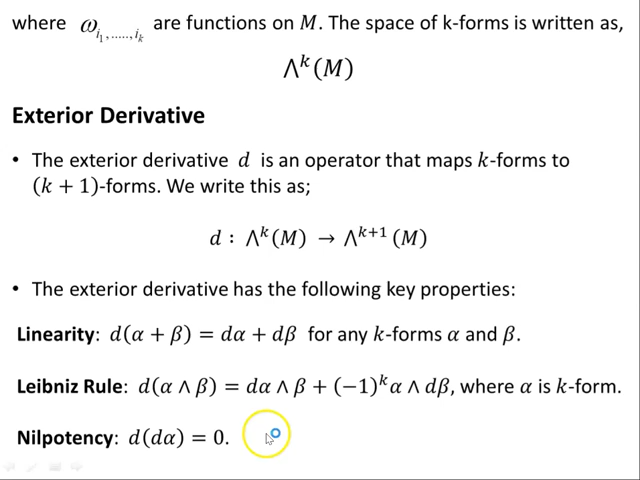 where ω_{i_1,.....,i_k} are functions on M. The space of k-forms is written as,
⋀^k(M)
Exterior Derivative
• The exterior derivative d is an operator that maps k-forms to
(k + 1)-forms. We write this as;
d : ⋀^k(M) → ⋀^{k+1} (M)
• The exterior derivative has the following key properties:
Linearity: d(α + β) = dα + dβ for any k-forms α and β.
Leibniz Rule: d(α ∧ β) = dα ∧ β + (−1)^k α ∧ dβ, where α is k-form.
Nilpotency: d(dα) = 0.